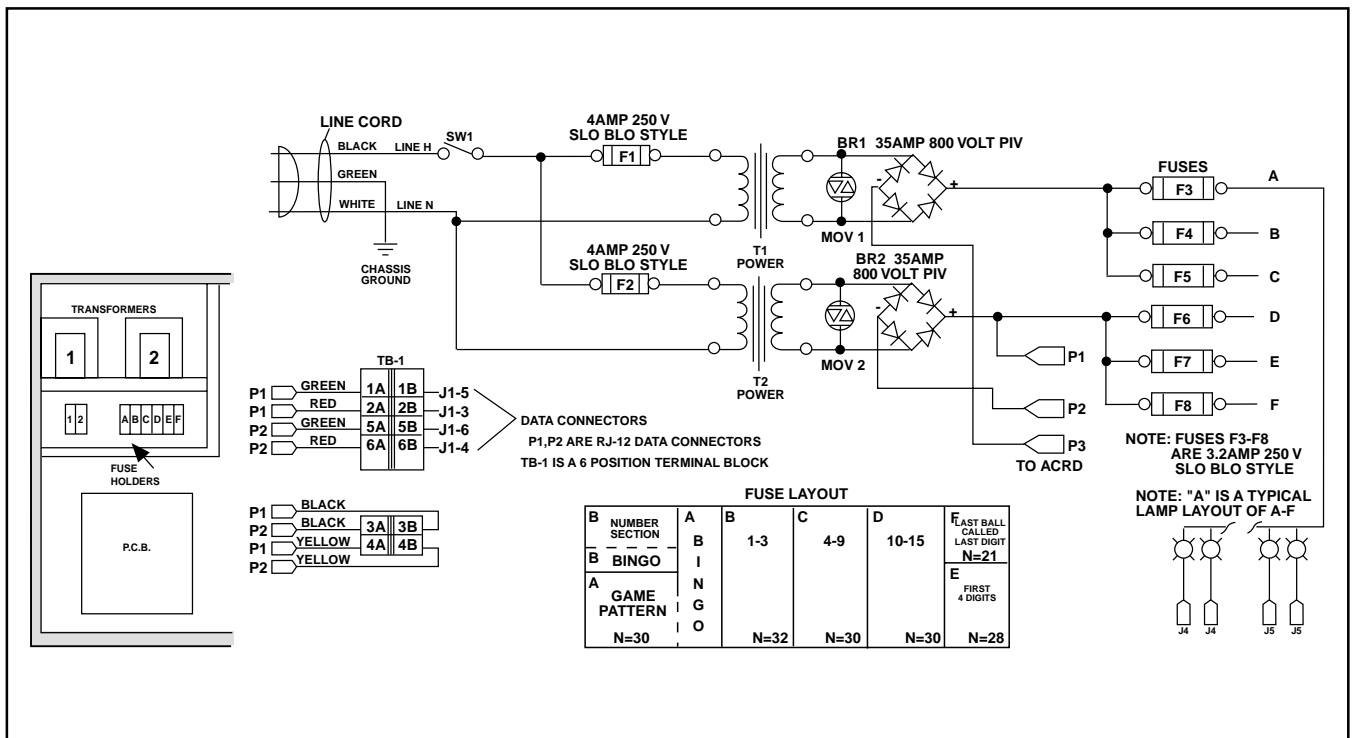 LINE CORD
BLACK LINE H
SW1
GREEN
WHITE LINE N
CHASSIS
GROUND
4AMP 250 V
SLO BLO STYLE
F1
4AMP 250 V
SLO BLO STYLE
F2
T1
POWER
T2
POWER
BR1 35AMP 800 VOLT PIV
-
+
MOV 1
BR2 35AMP
800 VOLT PIV
-
+
MOV 2
P1
P2
P3
TO ACRD
FUSES
F3 A
F4 B
F5 C
F6 D
F7 E
F8 F
NOTE: FUSES F3-F8
ARE 3.2AMP 250 V
SLO BLO STYLE
NOTE: "A" IS A TYPICAL
LAMP LAYOUT OF A-F
J4 J4 J5 J5
TRANSFORMERS
1 2
1 2 A B C D E F
FUSE
HOLDERS
P.C.B.
TB-1
P1 GREEN 1A 1B J1-5
P1 RED 2A 2B J1-3
P2 GREEN 5A 5B J1-6
P2 RED 6A 6B J1-4
DATA CONNECTORS
P1,P2 ARE RJ-12 DATA CONNECTORS
TB-1 IS A 6 POSITION TERMINAL BLOCK
P1 BLACK
P2 BLACK 3A 3B
P1 YELLOW 4A 4B
P2 YELLOW
FUSE LAYOUT
B NUMBER
SECTION
B BINGO
A
GAME
PATTERN
N=30
A
B
I
N
G
O
B
1-3
N=32
C
4-9
N=30
D
10-15
N=30
F LAST BALL
CALLED
LAST DIGIT
N=21
E
FIRST
4 DIGITS
N=28